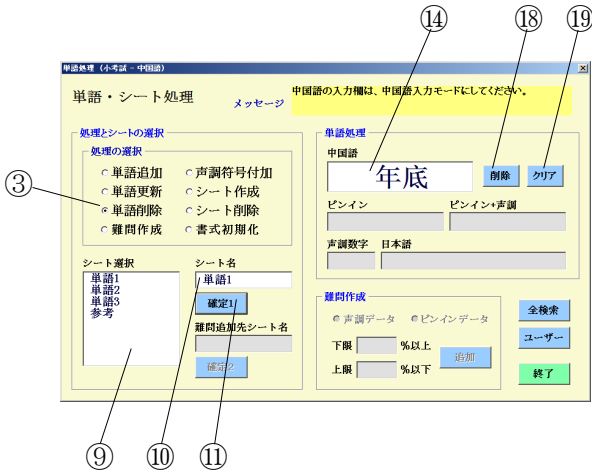 ⑭ ⑱ ⑲
単語処理 (小考試 - 中国語)
単語・シート処理
メッセージ
中国語の入力欄は、中国語入力モードにしてください。
処理とシートの選択
処理の選択
③
単語追加 声調符号付加
単語更新 シート作成
単語削除 シート削除
難問作成 書式初期化
シート選択
単語1
単語2
単語3
参考
シート名
単語1
確定1
難問追加先シート名
確定2
単語処理
中国語
年底
削除 クリア
ピンイン ピンイン+声調
声調数字 日本語
難問作成
声調データ ピンインデータ
下限 %以上
上限 %以下
追加
全検索
ユーザー
終了
⑨ ⑩ ⑪